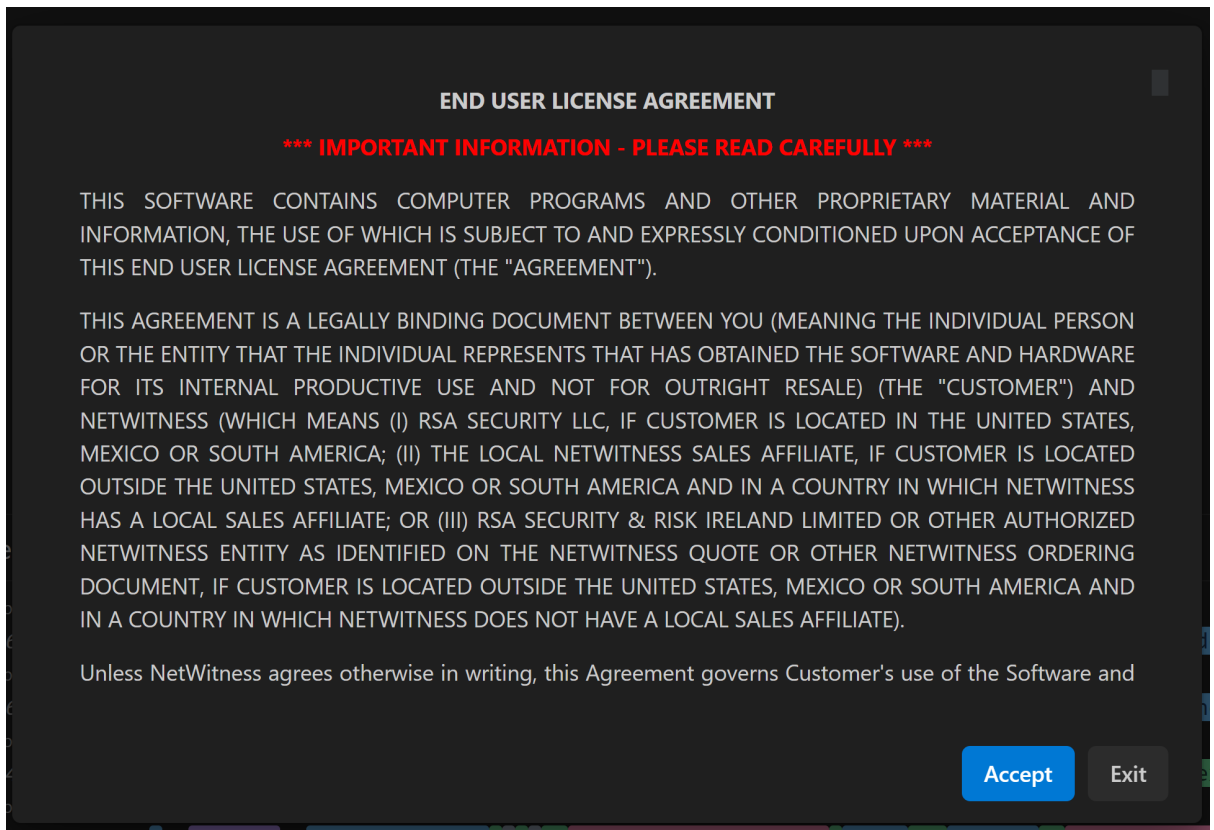 END USER LICENSE AGREEMENT
*** IMPORTANT INFORMATION - PLEASE READ CAREFULLY ***
THIS SOFTWARE CONTAINS COMPUTER PROGRAMS AND OTHER PROPRIETARY MATERIAL AND
INFORMATION, THE USE OF WHICH IS SUBJECT TO AND EXPRESSLY CONDITIONED UPON ACCEPTANCE OF
THIS END USER LICENSE AGREEMENT (THE "AGREEMENT").
THIS AGREEMENT IS A LEGALLY BINDING DOCUMENT BETWEEN YOU (MEANING THE INDIVIDUAL PERSON
OR THE ENTITY THAT THE INDIVIDUAL REPRESENTS THAT HAS OBTAINED THE SOFTWARE AND HARDWARE
FOR ITS INTERNAL PRODUCTIVE USE AND NOT FOR OUTRIGHT RESALE) (THE "CUSTOMER") AND
NETWITNESS (WHICH MEANS (I) RSA SECURITY LLC, IF CUSTOMER IS LOCATED IN THE UNITED STATES,
MEXICO OR SOUTH AMERICA; (II) THE LOCAL NETWITNESS SALES AFFILIATE, IF CUSTOMER IS LOCATED
OUTSIDE THE UNITED STATES, MEXICO OR SOUTH AMERICA AND IN A COUNTRY IN WHICH NETWITNESS
HAS A LOCAL SALES AFFILIATE; OR (III) RSA SECURITY & RISK IRELAND LIMITED OR OTHER AUTHORIZED
NETWITNESS ENTITY AS IDENTIFIED ON THE NETWITNESS QUOTE OR OTHER NETWITNESS ORDERING
DOCUMENT, IF CUSTOMER IS LOCATED OUTSIDE THE UNITED STATES, MEXICO OR SOUTH AMERICA AND
IN A COUNTRY IN WHICH NETWITNESS DOES NOT HAVE A LOCAL SALES AFFILIATE).
Unless NetWitness agrees otherwise in writing, this Agreement governs Customer's use of the Software and
Accept Exit